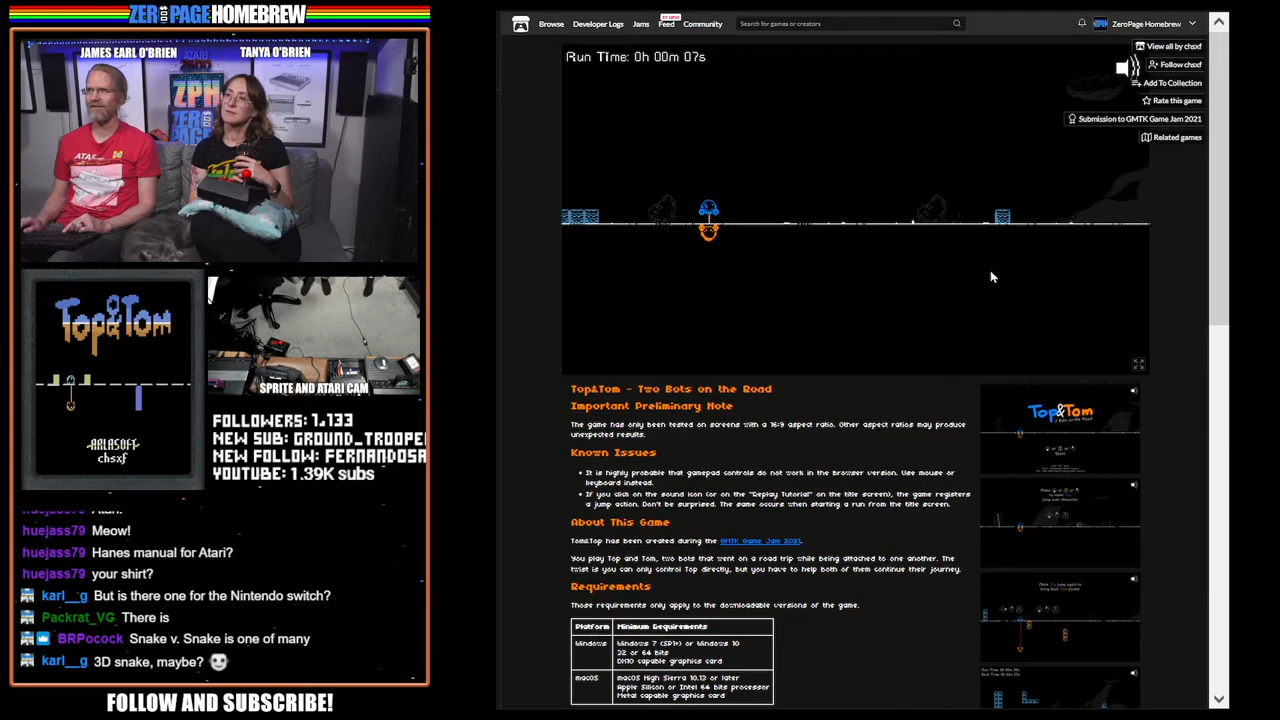 ZERO PAGE HOMEBREW
JAMES EARL O'BRIEN
TANYA O'BRIEN
ATARI
ZPH
ZERO
PAGE
Top&Tom
ARLASOFT
chsxf
SPRITE AND ATARI CAM
FOLLOWERS: 1,133
NEW SUB: GROUND_TROOPER
NEW FOLLOW: FERNANDOSA
YOUTUBE: 1.39K subs
huejass79 Atari!
huejass79 Meow!
huejass79 Hanes manual for Atari?
huejass79 your shirt?
karl__g But is there one for the Nintendo switch?
Packrat_VG There is
BRPocock Snake v. Snake is one of many
karl__g 3D snake, maybe?
FOLLOW AND SUBSCRIBE!
Browse Developer Logs Jams Feed Community
Search for games or creators
ZeroPage Homebrew
View all by chsxf
Follow chsxf
Add To Collection
Rate this game
Submission to GMTK Game Jam 2021
Related games
Run Time: 0h 00m 07s
Top&Tom - Two Bots on the Road
Important Preliminary Note
The game has only been tested on screens with a 16:9 aspect ratio. Other aspect ratios may produce
unexpected results.
Known Issues
• It is highly probable that gamepad controls do not work in the browser version. Use mouse or
keyboard instead.
• If you click on the sound icon (or on the "Replay Tutorial" on the title screen), the game registers
a jump action. Don't be surprised. The same occurs when starting a run from the title screen.
About This Game
Tom&Top has been created during the GMTK Game Jam 2021.
You play Top and Tom, two bots that went on a road trip while being attached to one another. The
twist is you can only control Top directly, but you have to help both of them continue their journey.
Requirements
Those requirements only apply to the downloadable versions of the game.
Platform Minimum Requirements
Windows Windows 7 (SP1+) or Windows 10
32 or 64 bits
DX10 capable graphics card
macOS macOS High Sierra 10.13 or later
Apple Silicon or Intel 64 bits processor
Metal capable graphics card
Top&Tom
Start